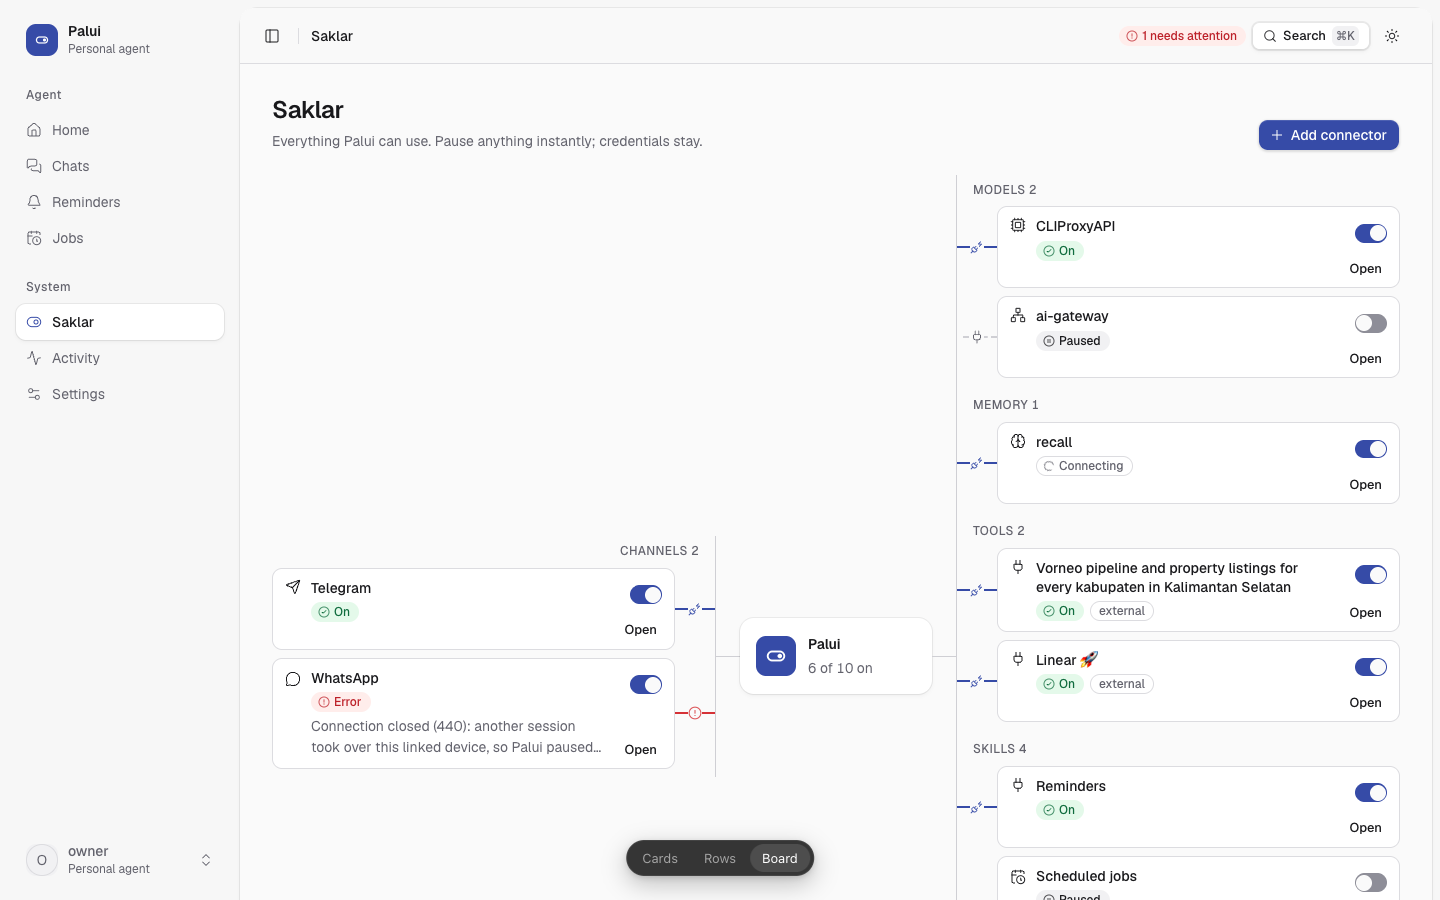 Palui
Personal agent
Agent
Home
Chats
Reminders
Jobs
System
Saklar
Activity
Settings
O
owner
Personal agent
Saklar
1 needs attention
Search ⌘K
Saklar
Everything Palui can use. Pause anything instantly; credentials stay.
Add connector
CHANNELS 2
Telegram
On
Open
WhatsApp
Error
Connection closed (440): another session
took over this linked device, so Palui paused…
Open
Palui
6 of 10 on
MODELS 2
CLIProxyAPI
On
Open
ai-gateway
Paused
Open
MEMORY 1
recall
Connecting
Open
TOOLS 2
Vorneo pipeline and property listings for
every kabupaten in Kalimantan Selatan
On external
Open
Linear 🚀
On external
Open
SKILLS 4
Reminders
On
Open
Scheduled jobs
Paused
Cards Rows Board